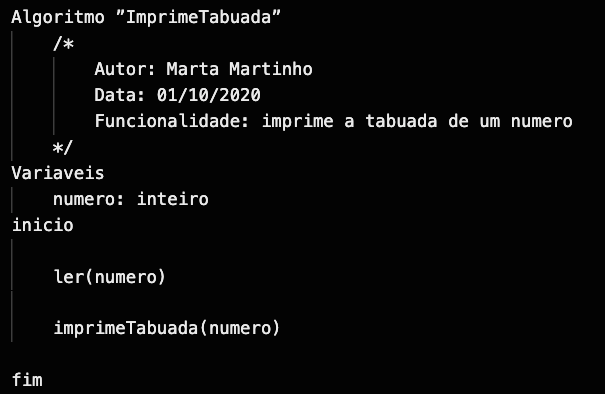 Algoritmo ”ImprimeTabuada”
/*
Autor: Marta Martinho
Data: 01/10/2020
Funcionalidade: imprime a tabuada de um numero
*/
Variaveis
numero: inteiro
inicio
ler(numero)
imprimeTabuada(numero)
fim